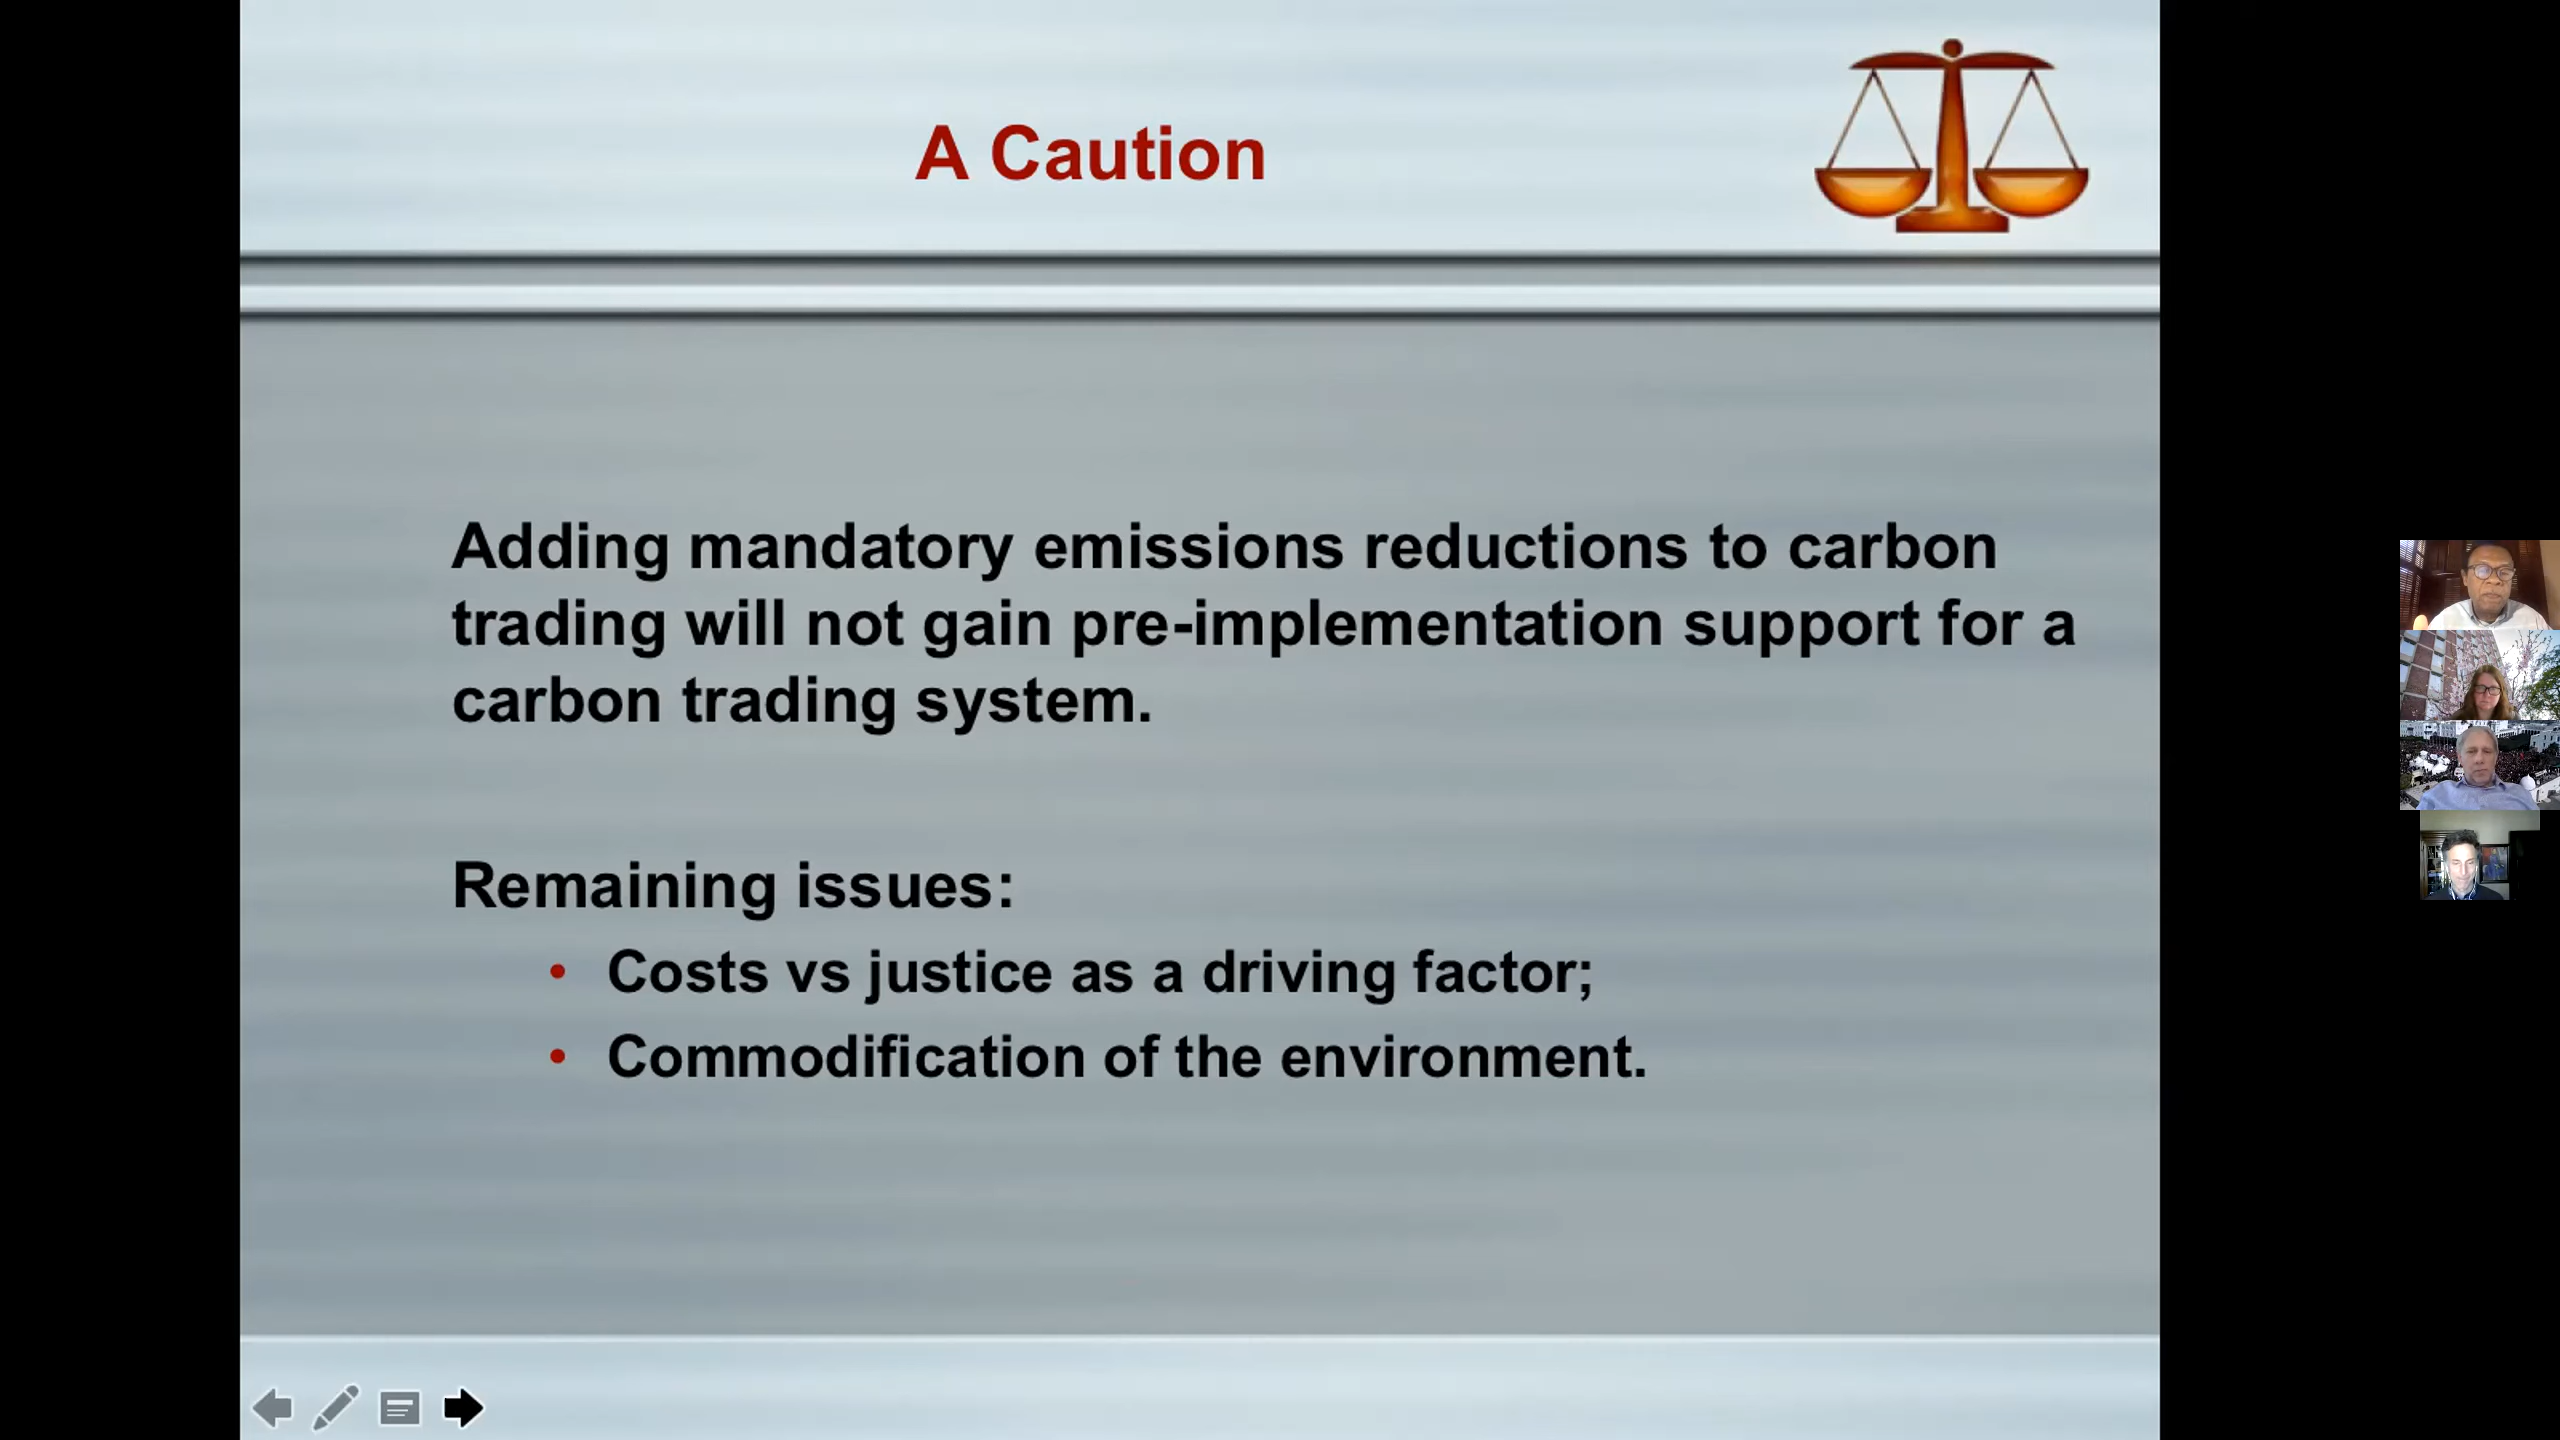 A Caution
Adding mandatory emissions reductions to carbon
trading will not gain pre-implementation support for a
carbon trading system.
Remaining issues:
• Costs vs justice as a driving factor;
• Commodification of the environment.